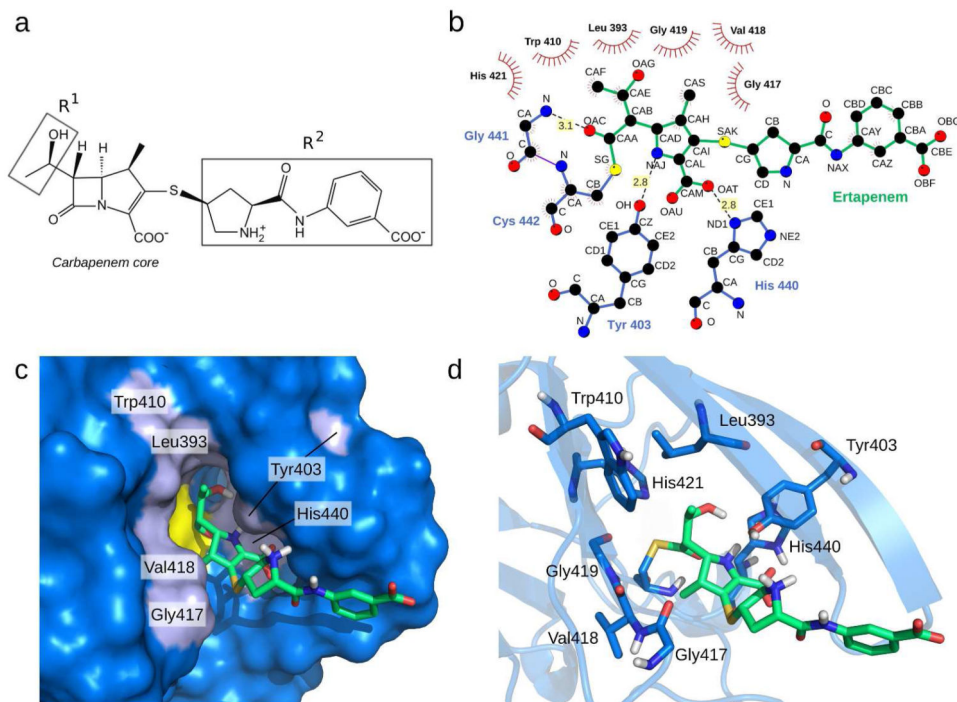 a
R1
R2
OH
H
H
S
O
N
COO-
O
N
H
NH2+
COO-
Carbapenem core
b
Leu 393
Gly 419
Val 418
Trp 410
His 421
Gly 417
OAG
CAF
CAE
CAS
N
CA
3.1
OAC
CAB
CAH
SAK
CB
O
CBD
CBC
CBB
Gly 441
CAA
CAD
CAI
C
CAY
CBA
OBC
O
C
N
SG
NAJ
CAL
CG
CA
NAX
CAZ
CBE
CB
CD
N
OBF
CA
2.8
CAM
OAT
Ertapenem
Cys 442
C
OH
OAU
2.8
CE1
O
CZ
ND1
NE2
CE1
CE2
CB
CG
CD2
CD1
CD2
CA
His 440
O
C
CG
CA
CB
C
N
N
Tyr 403
O
c
Trp410
Leu393
Tyr403
His440
Val418
Gly417
d
Trp410
Leu393
Tyr403
His421
His440
Gly419
Val418
Gly417